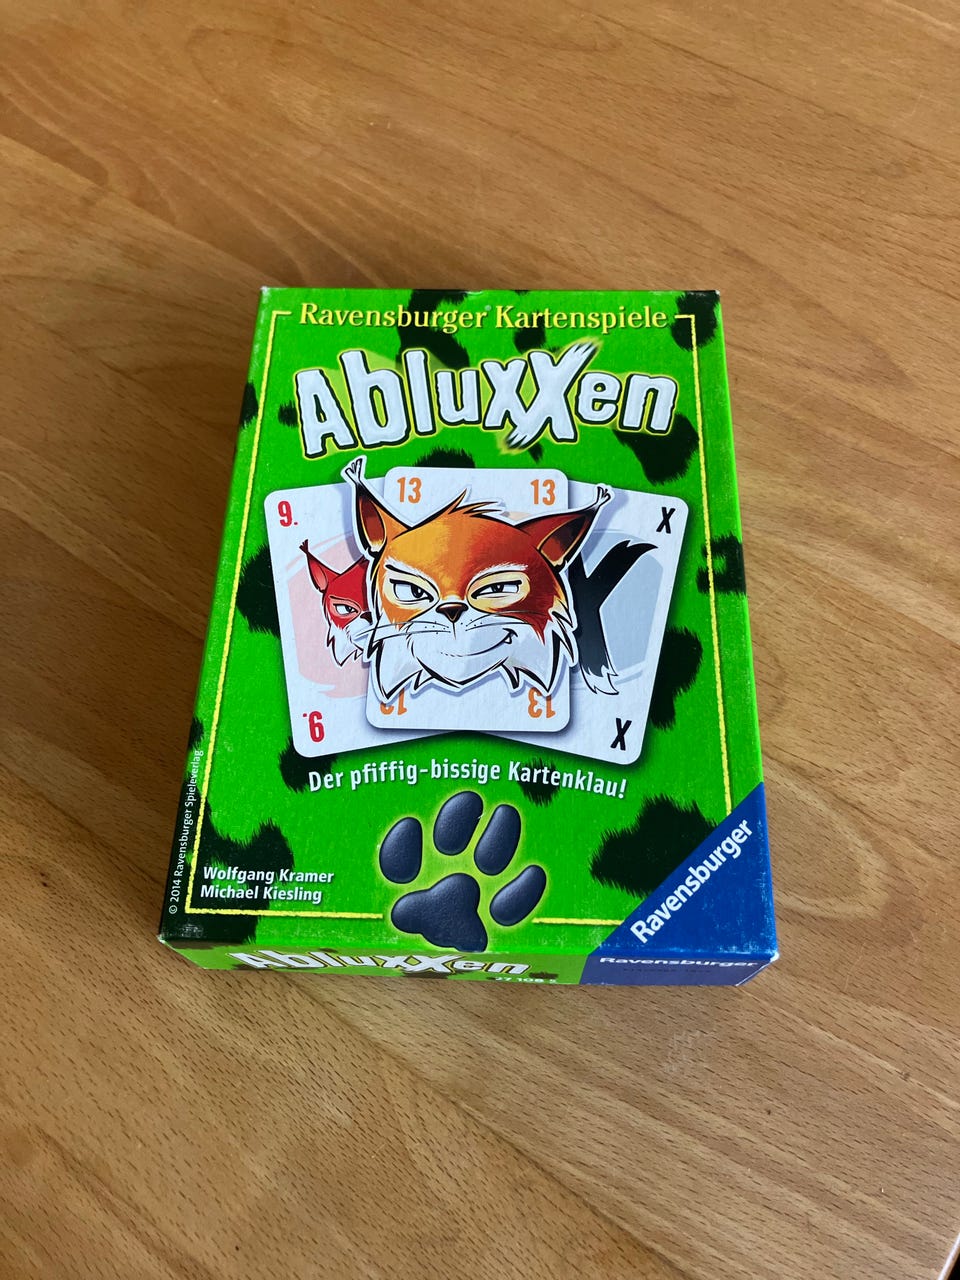 Ravensburger® Kartenspiele
AbluxXen
13 13
9.
X
13
9.
X
Der pfiffig-bissige Kartenklau!
© 2014 Ravensburger Spieleverlag
Wolfgang Kramer
Michael Kiesling
Ravensburger
AbluxXen
Ravensburger